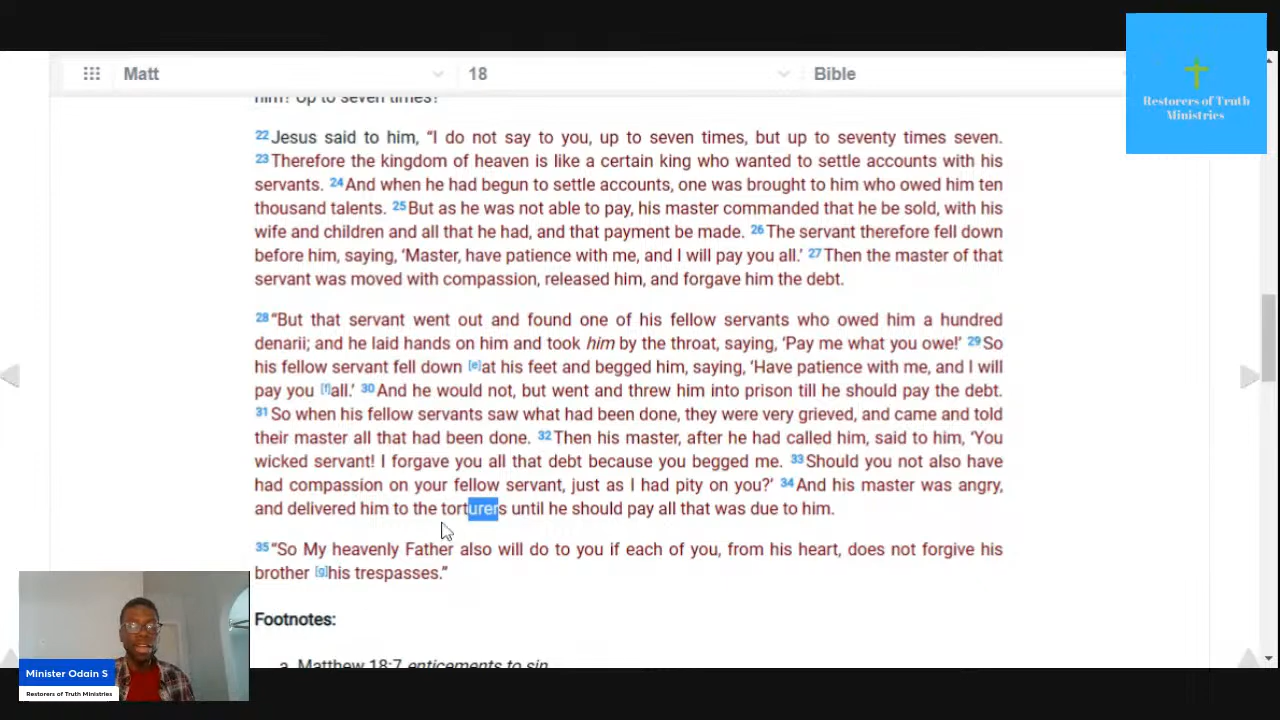 Matt
18
Bible
Restorers of Truth
Ministries
him? Up to seven times?
22 Jesus said to him, “I do not say to you, up to seven times, but up to seventy times seven.
23 Therefore the kingdom of heaven is like a certain king who wanted to settle accounts with his
servants. 24 And when he had begun to settle accounts, one was brought to him who owed him ten
thousand talents. 25 But as he was not able to pay, his master commanded that he be sold, with his
wife and children and all that he had, and that payment be made. 26 The servant therefore fell down
before him, saying, ‘Master, have patience with me, and I will pay you all.’ 27 Then the master of that
servant was moved with compassion, released him, and forgave him the debt.
28 “But that servant went out and found one of his fellow servants who owed him a hundred
denarii; and he laid hands on him and took him by the throat, saying, ‘Pay me what you owe!’ 29 So
his fellow servant fell down [e]at his feet and begged him, saying, ‘Have patience with me, and I will
pay you [f]all.’ 30 And he would not, but went and threw him into prison till he should pay the debt.
31 So when his fellow servants saw what had been done, they were very grieved, and came and told
their master all that had been done. 32 Then his master, after he had called him, said to him, ‘You
wicked servant! I forgave you all that debt because you begged me. 33 Should you not also have
had compassion on your fellow servant, just as I had pity on you?’ 34 And his master was angry,
and delivered him to the torturers until he should pay all that was due to him.
35 “So My heavenly Father also will do to you if each of you, from his heart, does not forgive his
brother [g]his trespasses.”
Footnotes:
a. Matthew 18:7 enticements to sin
Minister Odain S
Restorers of Truth Ministries